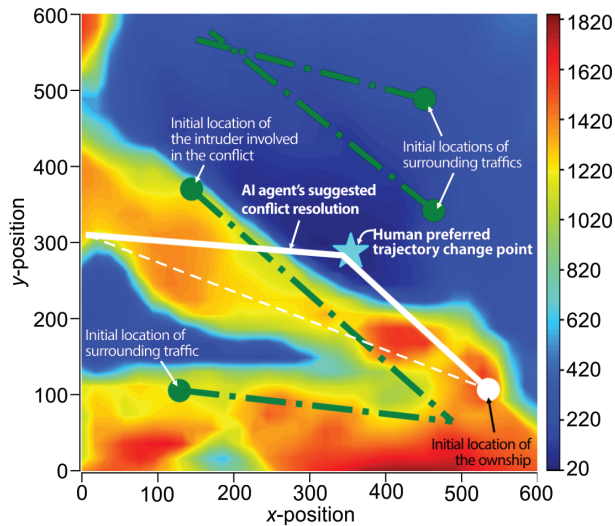 600
500
400
300
200
100
0
y-position
0
100
200
300
400
500
600
x-position
1820
1620
1420
1220
1020
820
620
420
220
20
Initial location of
the intruder involved
in the conflict
Initial locations of
surrounding traffics
AI agent's suggested
conflict resolution
Human preferred
trajectory change point
Initial location of
surrounding traffic
Initial location of
the ownship